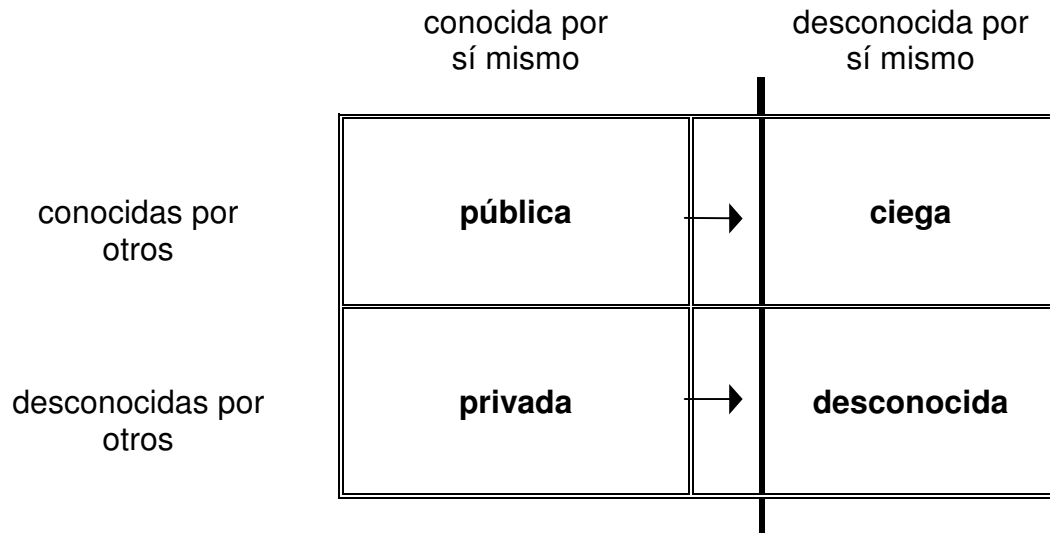 conocida por
sí mismo
desconocida por
sí mismo
conocidas por
otros
pública
ciega
desconocidas por
otros
privada
desconocida